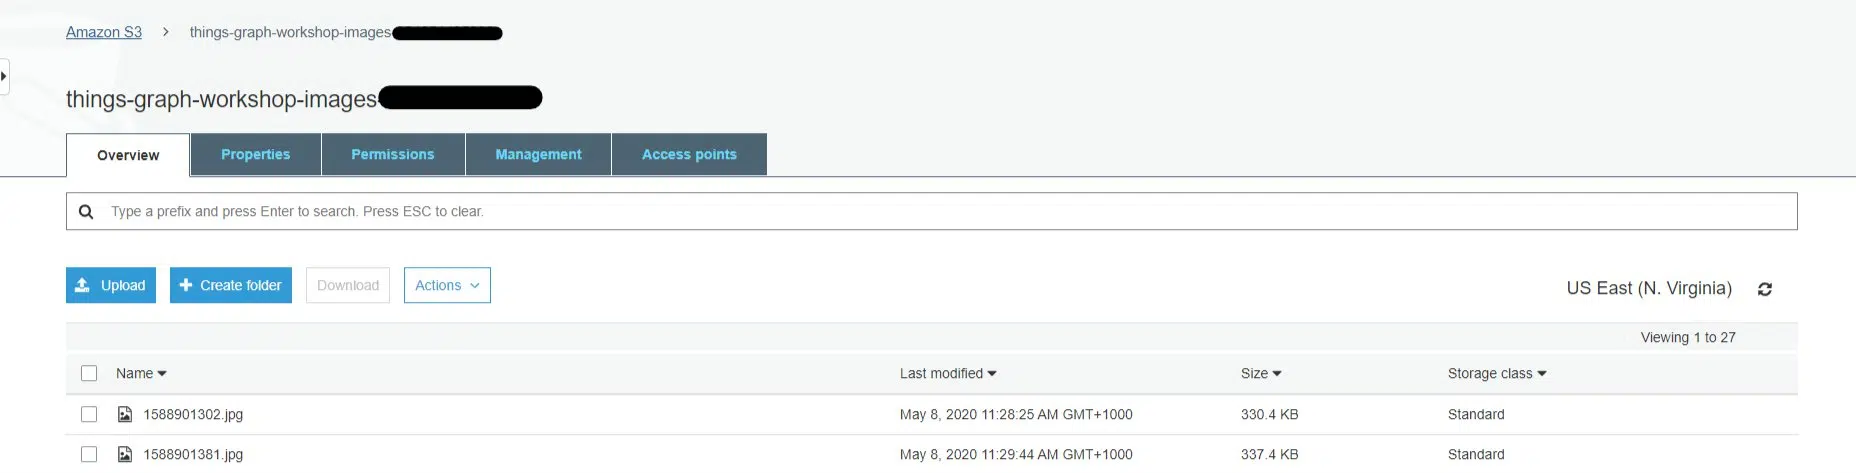 Amazon S3 > things-graph-workshop-images
things-graph-workshop-images-
Overview Properties Permissions Management Access points
Type a prefix and press Enter to search. Press ESC to clear.
Upload Create folder Download Actions US East (N. Virginia)
Viewing 1 to 27
Name Last modified Size Storage class
1588901302.jpg May 8, 2020 11:28:25 AM GMT+1000 330.4 KB Standard
1588901381.jpg May 8, 2020 11:29:44 AM GMT+1000 337.4 KB Standard